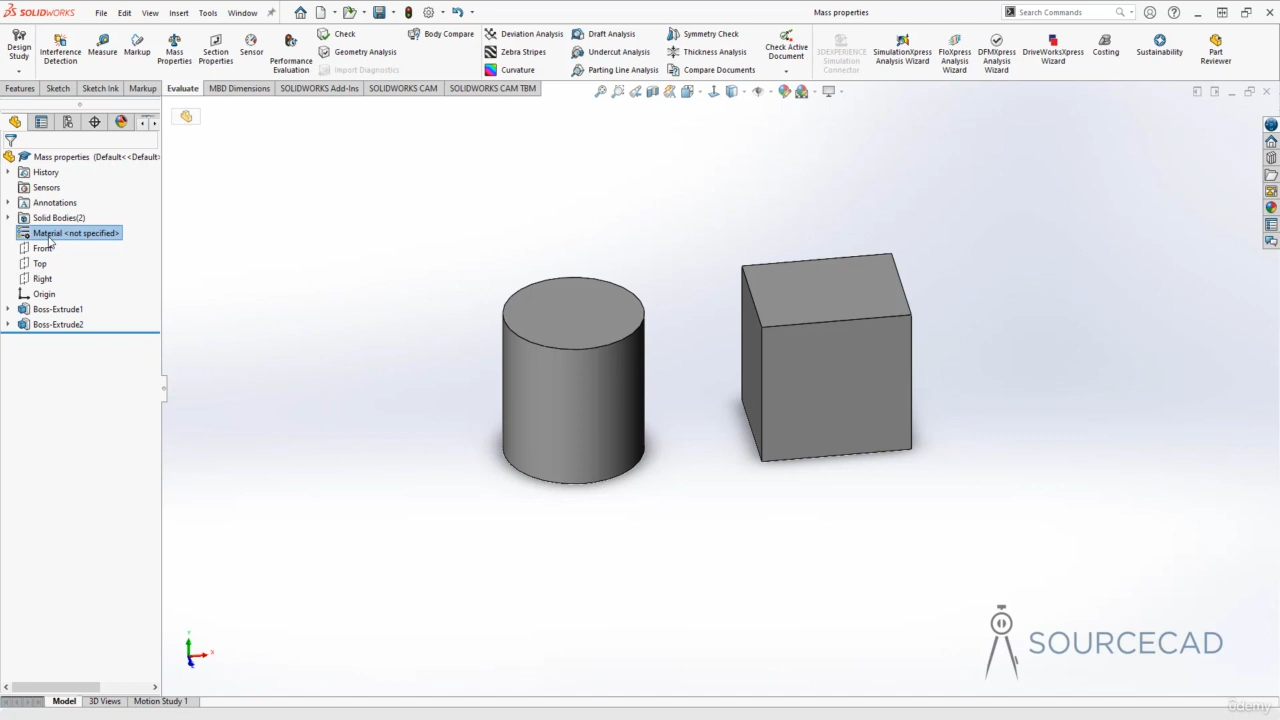 SOLIDWORKS File Edit View Insert Tools Window Mass properties Search Commands
Design Study
Interference Detection
Measure
Markup
Mass Properties
Section Properties
Sensor
Performance Evaluation
Check
Geometry Analysis
Import Diagnostics
Body Compare
Deviation Analysis
Zebra Stripes
Curvature
Draft Analysis
Undercut Analysis
Parting Line Analysis
Symmetry Check
Thickness Analysis
Compare Documents
Check Active Document
3DEXPERIENCE Simulation Connector
SimulationXpress Analysis Wizard
FloXpress Analysis Wizard
DFMXpress Analysis Wizard
DriveWorksXpress Wizard
Costing
Sustainability
Part Reviewer
Features Sketch Sketch Ink Markup Evaluate MBD Dimensions SOLIDWORKS Add-Ins SOLIDWORKS CAM SOLIDWORKS CAM TBM
Mass properties (Default<<Default>
History
Sensors
Annotations
Solid Bodies(2)
Material <not specified>
Front
Top
Right
Origin
Boss-Extrude1
Boss-Extrude2
Y
X
Z
SOURCECAD
Model 3D Views Motion Study 1
ûdemy